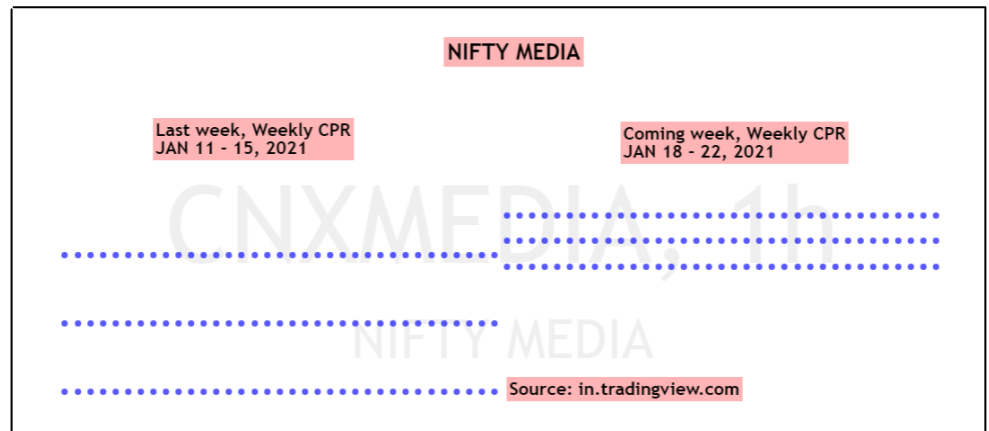 NIFTY MEDIA
Last week, Weekly CPR
JAN 11 - 15, 2021
Coming week, Weekly CPR
JAN 18 - 22, 2021
CNXMEDIA, 1h
NIFTY MEDIA
Source: in.tradingview.com